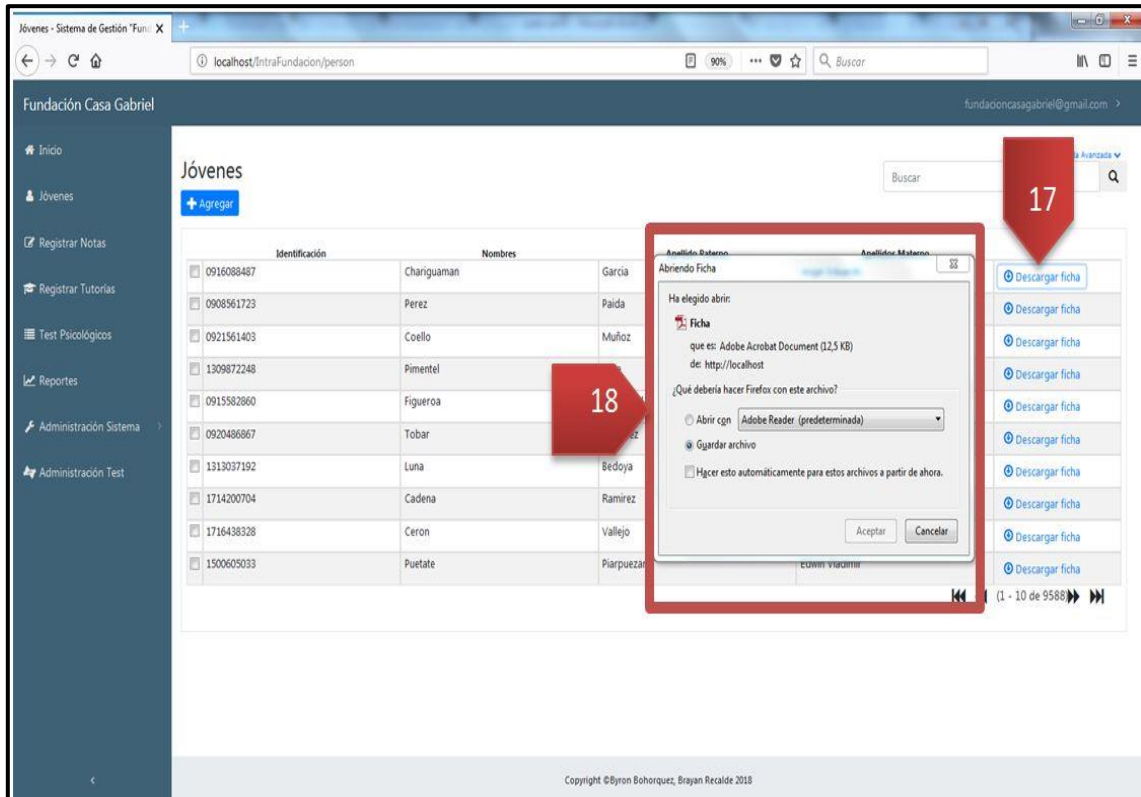 Jóvenes - Sistema de Gestión "Fun
localhost/IntraFundacion/person
90%
Buscar
Fundación Casa Gabriel
fundacioncasagabriel@gmail.com
Inicio
Jóvenes
Registrar Notas
Registrar Tutorías
Test Psicológicos
Reportes
Administración Sistema
Administración Test
Jóvenes
Avanzada
Buscar
Agregar
17
Identificación Nombres Apellido Paterno Apellidos Materno
0916088487 Chariguaman Garcia Descargar ficha
0908561723 Perez Paida Descargar ficha
0921561403 Coello Muñoz Descargar ficha
1309872248 Pimentel Descargar ficha
0915582860 Figueroa Descargar ficha
0920486867 Tobar Descargar ficha
1313037192 Luna Bedoya Descargar ficha
1714200704 Cadena Ramirez Descargar ficha
1716438328 Ceron Vallejo Descargar ficha
1500605033 Puetate Piarpuezan Edwin Vladimir Descargar ficha
(1 - 10 de 9588)
18
Abriendo Ficha
Ha elegido abrir:
Ficha
que es: Adobe Acrobat Document (12,5 KB)
de: http://localhost
¿Qué debería hacer Firefox con este archivo?
Abrir con Adobe Reader (predeterminada)
Guardar archivo
Hacer esto automáticamente para estos archivos a partir de ahora.
Aceptar Cancelar
Copyright ©Byron Bohorquez, Brayan Recalde 2018